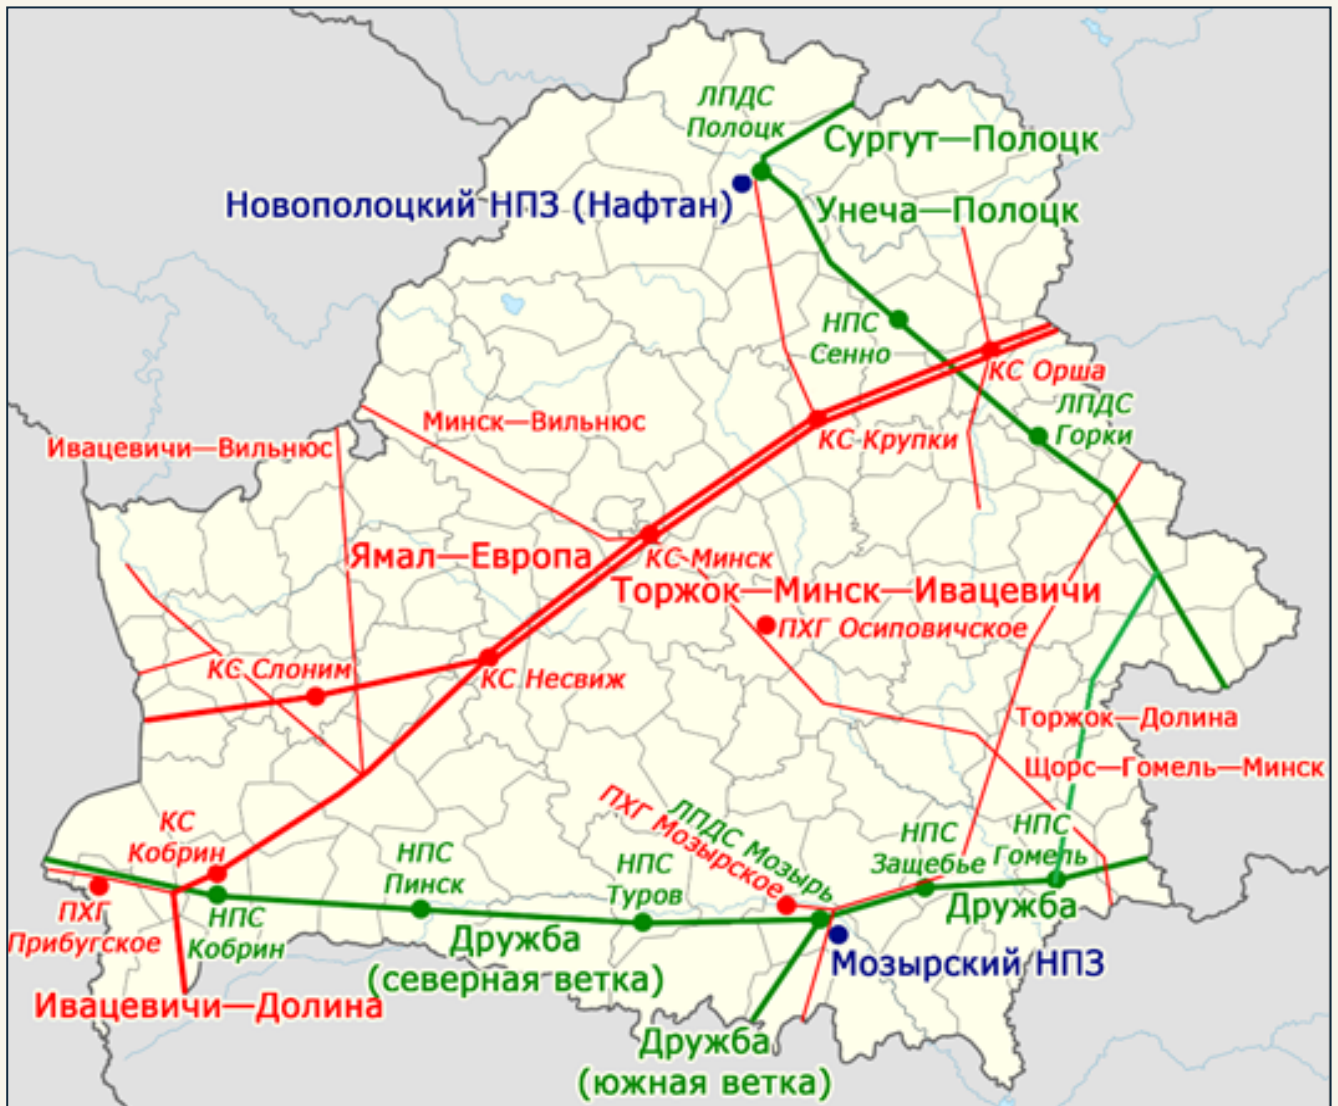 ЛПДС
Полоцк
Сургут—Полоцк
Новополоцкий НПЗ (Нафтан)
Унеча—Полоцк
НПС
Сенно
КС Орша
ЛПДС
Горки
Минск—Вильнюс
КС Крупки
Ивацевичи—Вильнюс
Ямал—Европа
КС Минск
Торжок—Минск—Ивацевичи
ПХГ Осиповичское
КС Слоним
КС Несвиж
Торжок—Долина
Щорс—Гомель—Минск
ПХГ Мозырское
ЛПДС Мозырь
КС
Кобрин
НПС
Пинск
НПС
Туров
НПС
Защебье
НПС
Гомель
ПХГ
Прибугское
НПС
Кобрин
Дружба
(северная ветка)
Дружба
Мозырский НПЗ
Ивацевичи—Долина
Дружба
(южная ветка)